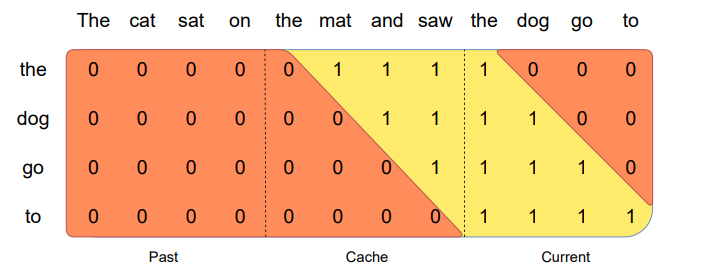 The cat sat on the mat and saw the dog go to
the 0 0 0 0 0 1 1 1 1 0 0 0
dog 0 0 0 0 0 0 1 1 1 1 0 0
go 0 0 0 0 0 0 0 1 1 1 1 0
to 0 0 0 0 0 0 0 0 1 1 1 1
Past Cache Current